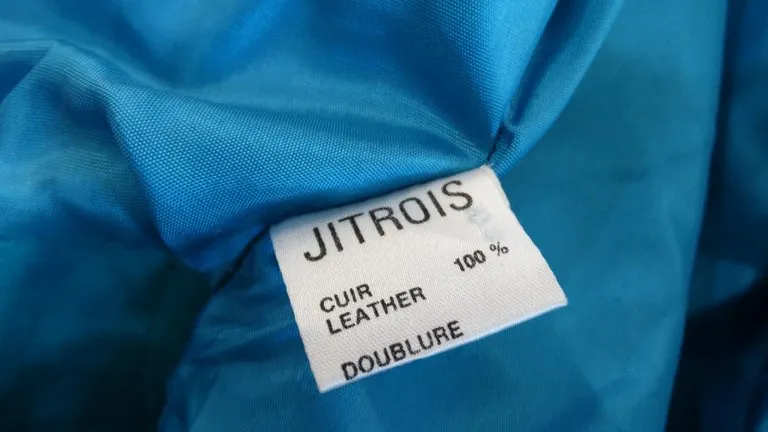 JITROIS
CUIR
LEATHER 100 %
DOUBLURE